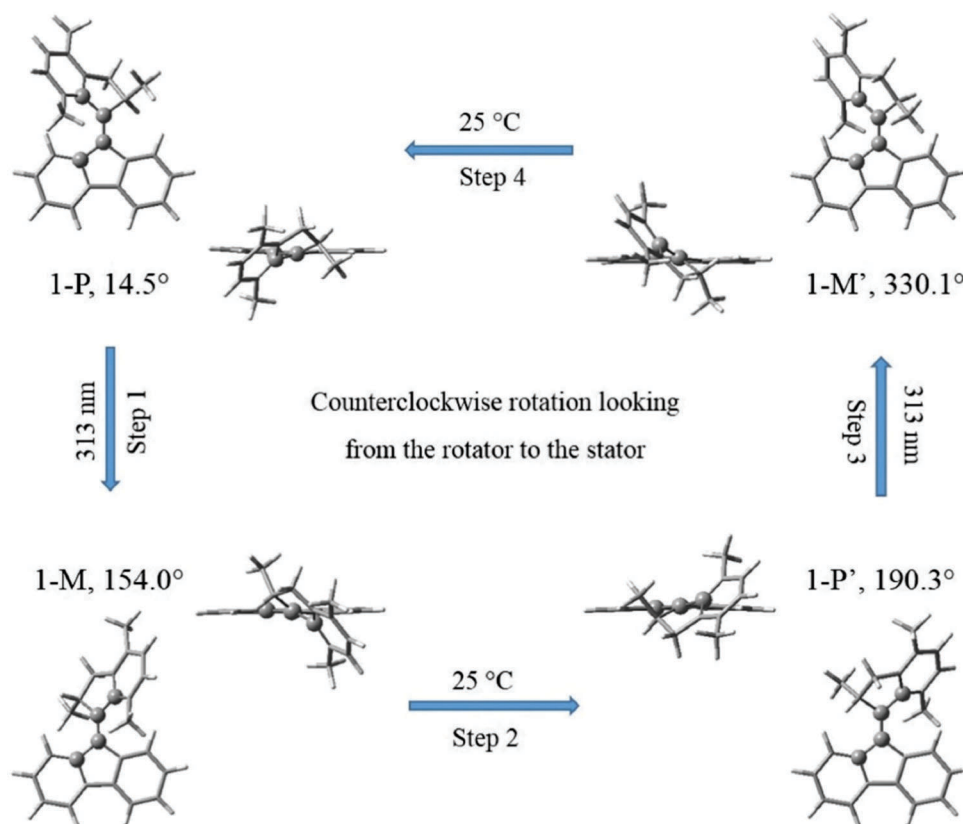 25 °C
Step 4
1-P, 14.5°
1-M’, 330.1°
313 nm
Step 1
Counterclockwise rotation looking
from the rotator to the stator
313 nm
Step 3
1-M, 154.0°
1-P’, 190.3°
25 °C
Step 2